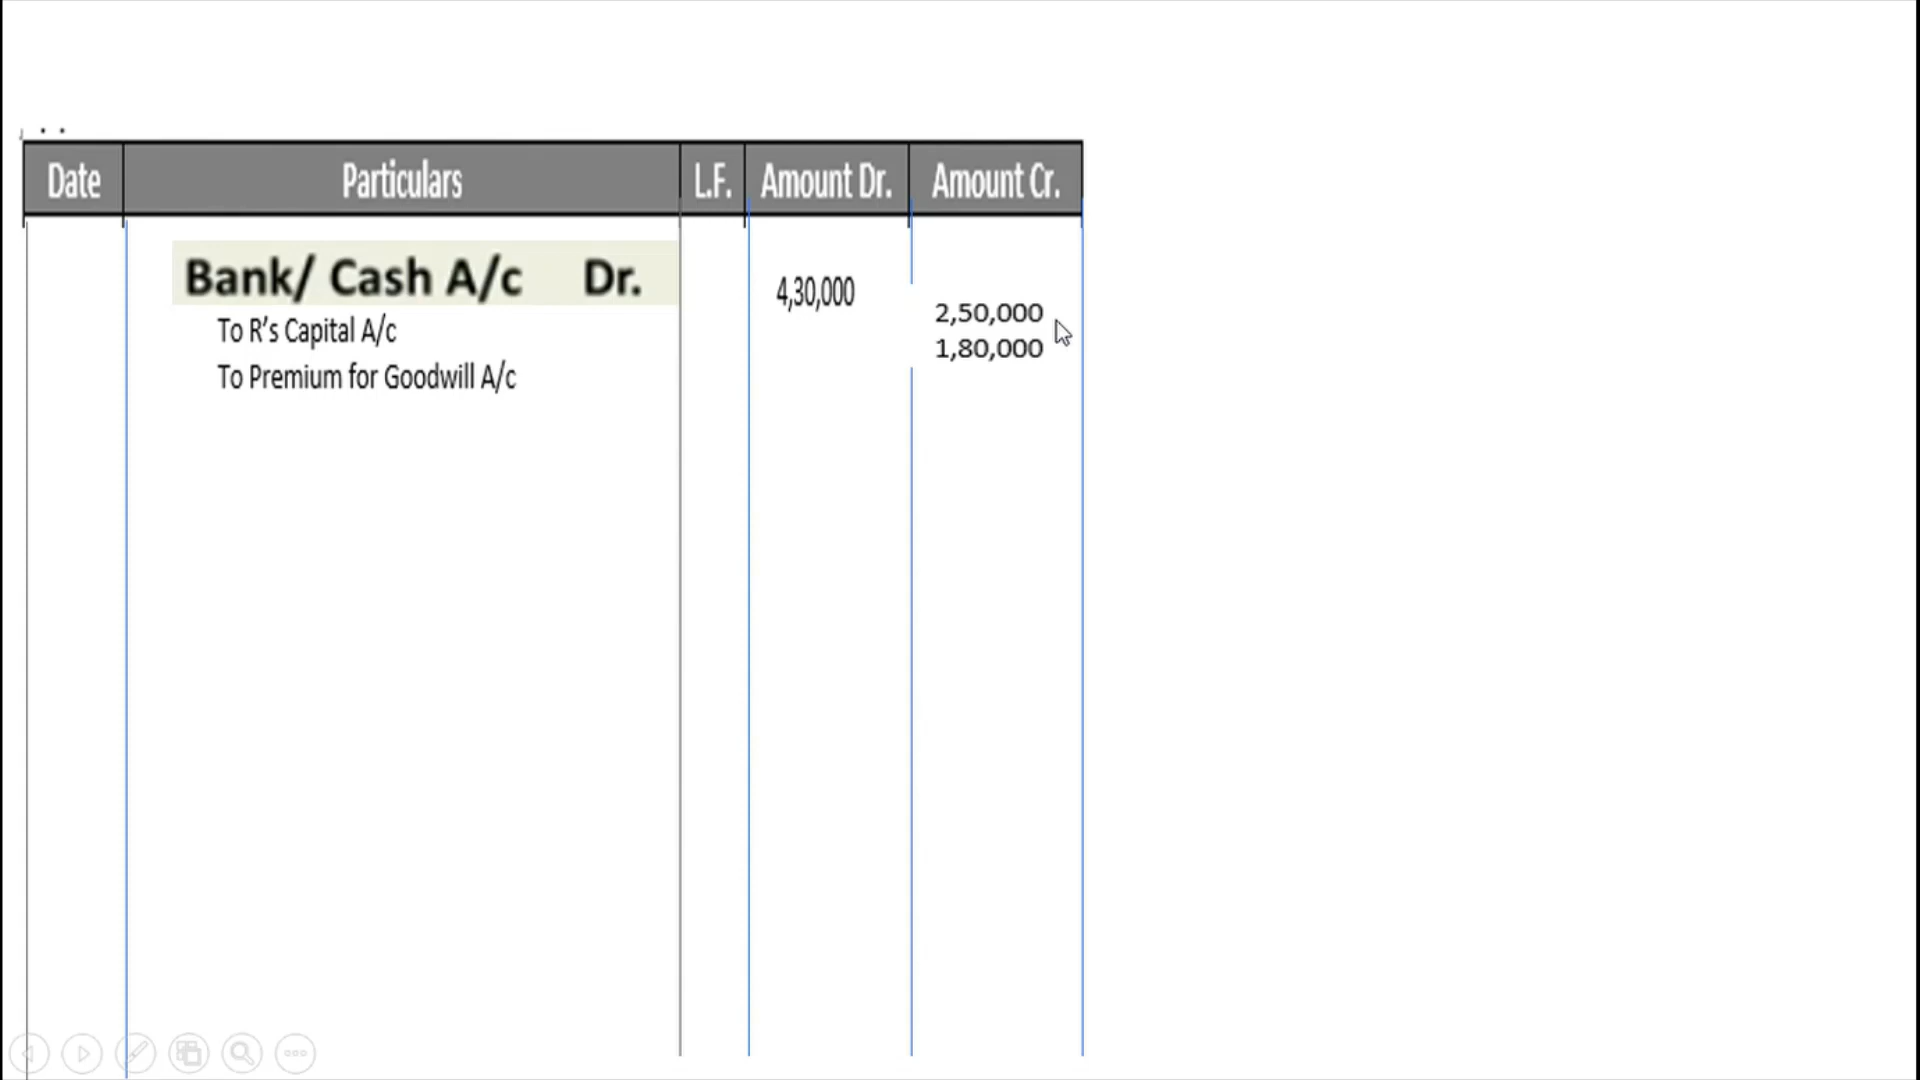 Date Particulars L.F. Amount Dr. Amount Cr.
Bank/ Cash A/c Dr. 4,30,000
To R's Capital A/c 2,50,000
To Premium for Goodwill A/c 1,80,000